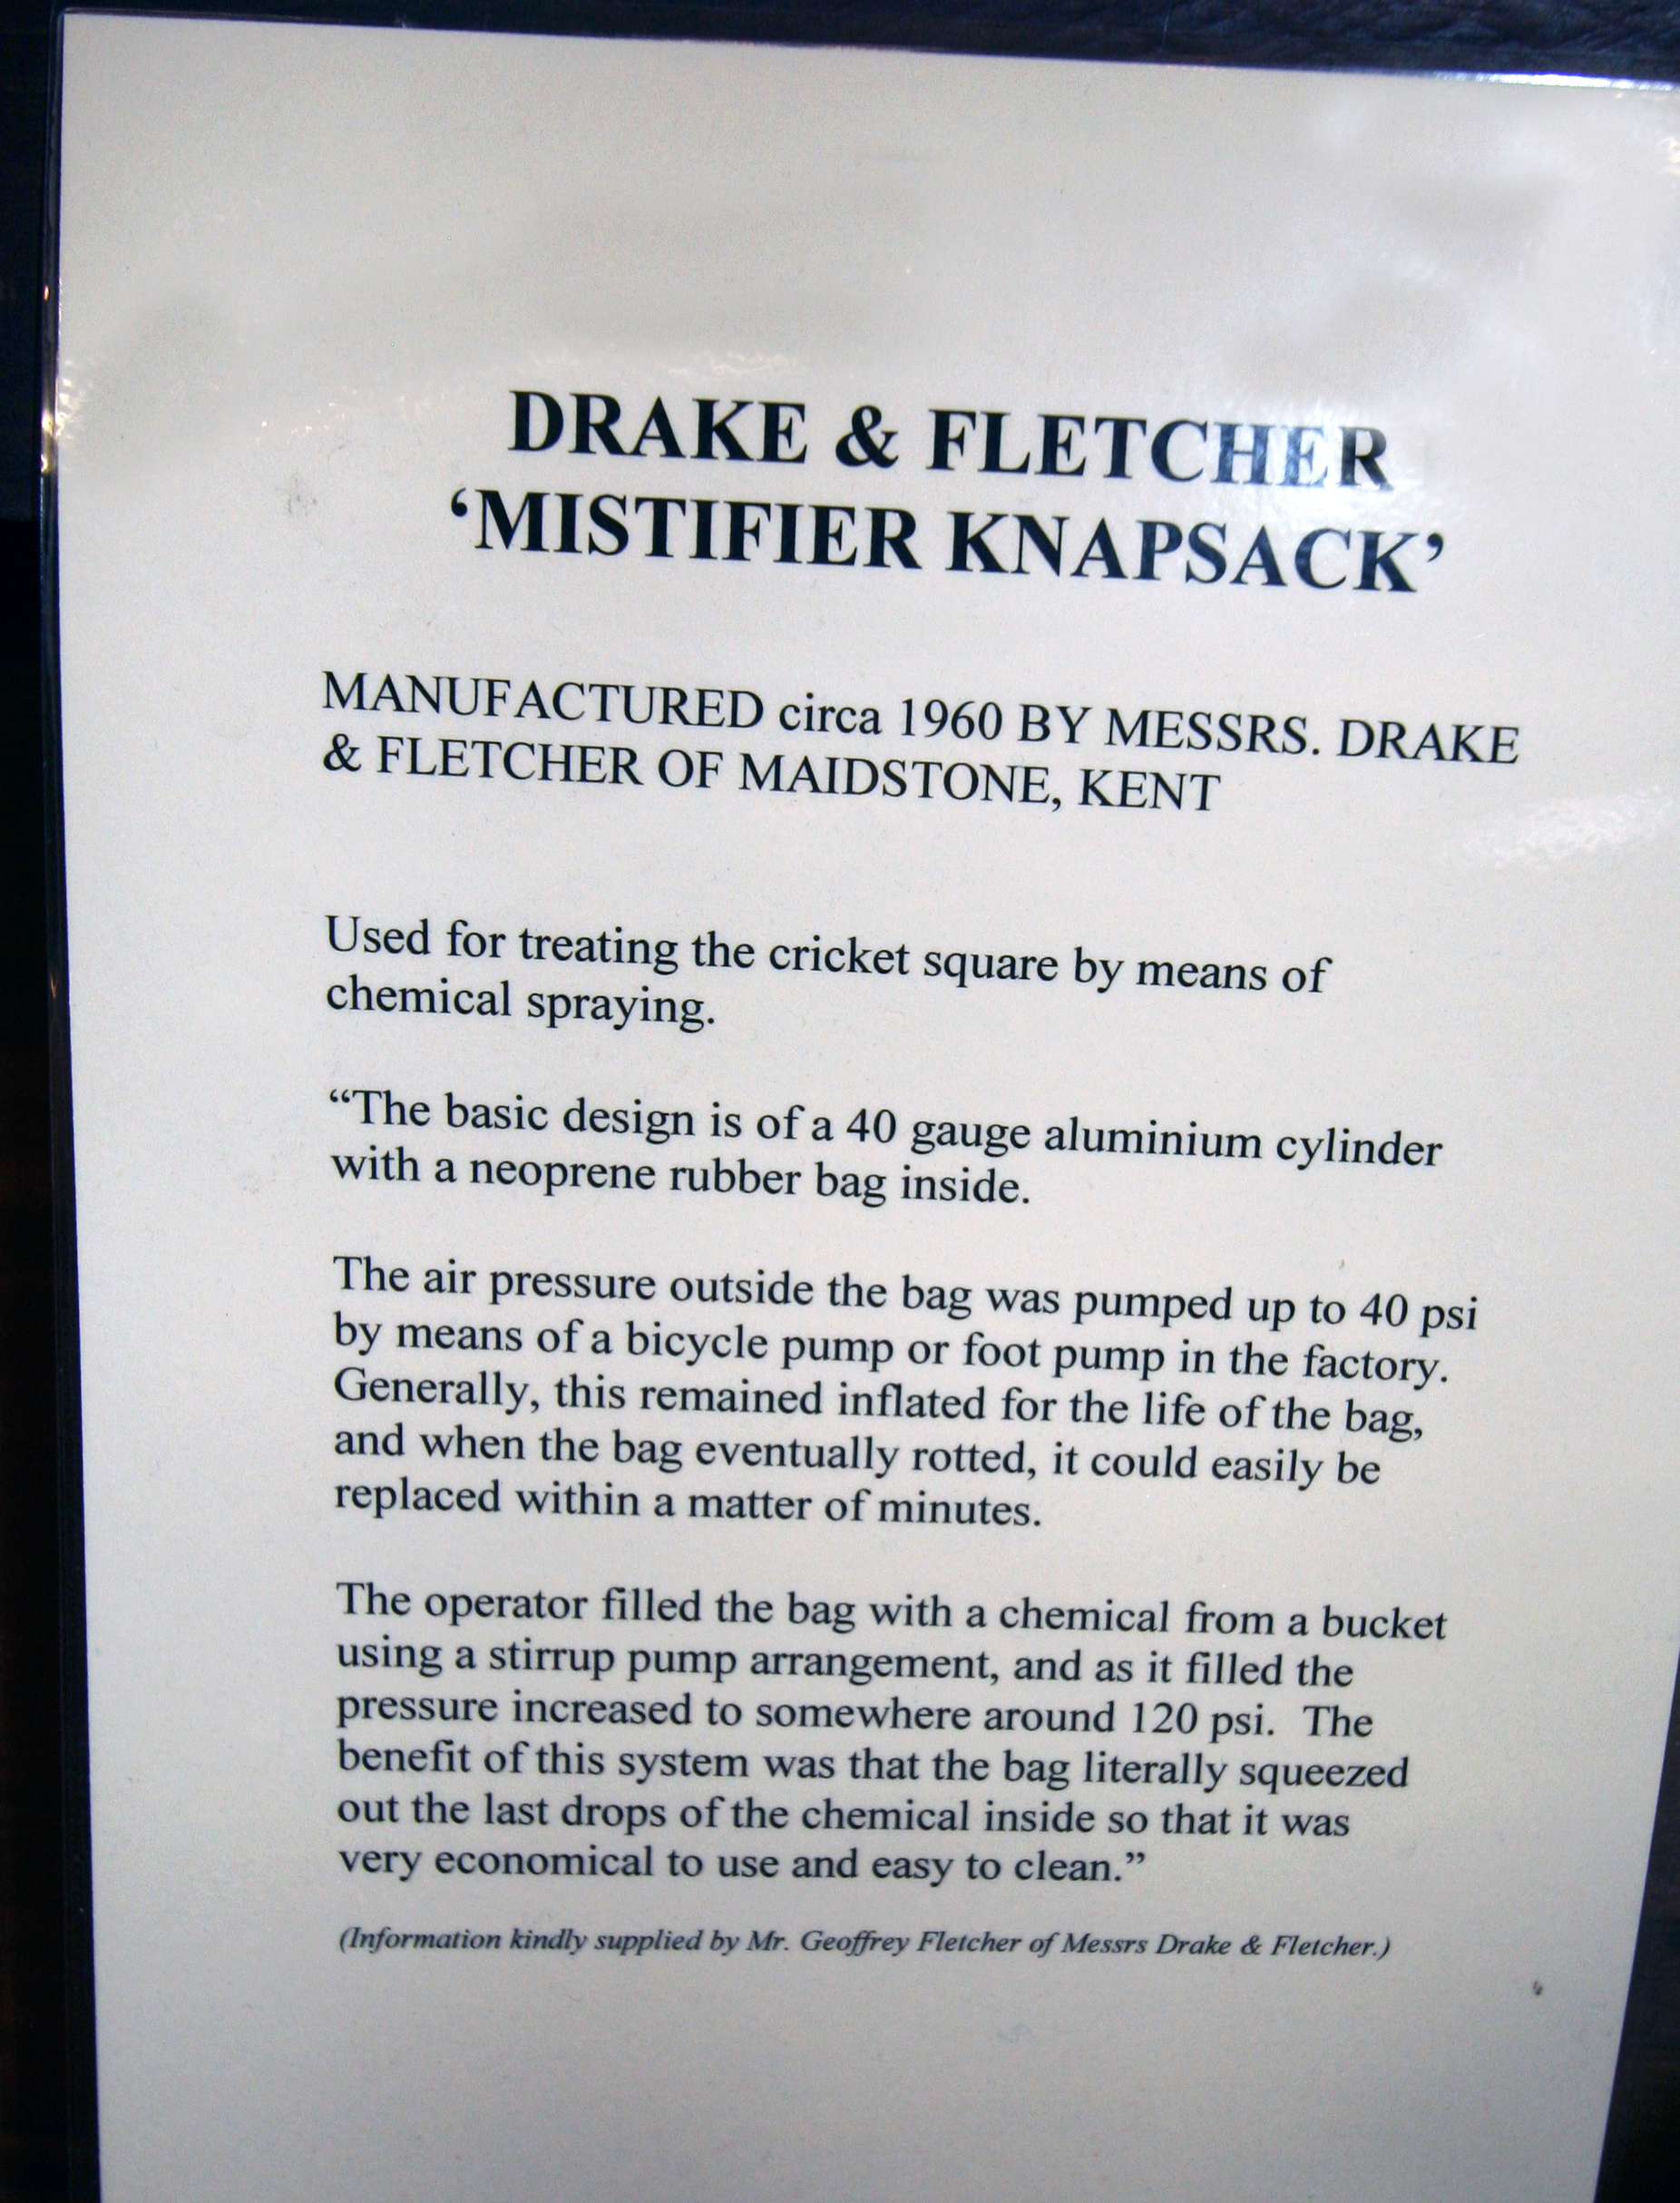 DRAKE & FLETCHER
‘MISTIFIER KNAPSACK’
MANUFACTURED circa 1960 BY MESSRS. DRAKE
& FLETCHER OF MAIDSTONE, KENT
Used for treating the cricket square by means of
chemical spraying.
“The basic design is of a 40 gauge aluminium cylinder
with a neoprene rubber bag inside.
The air pressure outside the bag was pumped up to 40 psi
by means of a bicycle pump or foot pump in the factory.
Generally, this remained inflated for the life of the bag,
and when the bag eventually rotted, it could easily be
replaced within a matter of minutes.
The operator filled the bag with a chemical from a bucket
using a stirrup pump arrangement, and as it filled the
pressure increased to somewhere around 120 psi.  The
benefit of this system was that the bag literally squeezed
out the last drops of the chemical inside so that it was
very economical to use and easy to clean.”
(Information kindly supplied by Mr. Geoffrey Fletcher of Messrs Drake & Fletcher.)